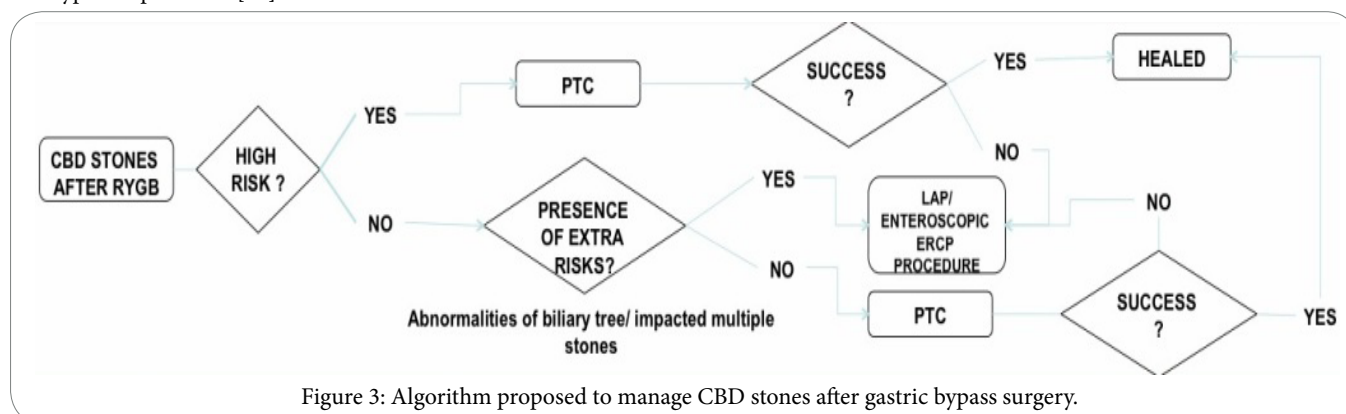 CBD STONES
AFTER RYGB
HIGH
RISK ?
YES
NO
PTC
SUCCESS
?
YES
NO
HEALED
PRESENCE
OF EXTRA
RISKS?
YES
NO
Abnormalities of biliary tree/ impacted multiple
stones
LAP/
ENTEROSCOPIC
ERCP
PROCEDURE
PTC
SUCCESS
?
NO
YES
Figure 3: Algorithm proposed to manage CBD stones after gastric bypass surgery.